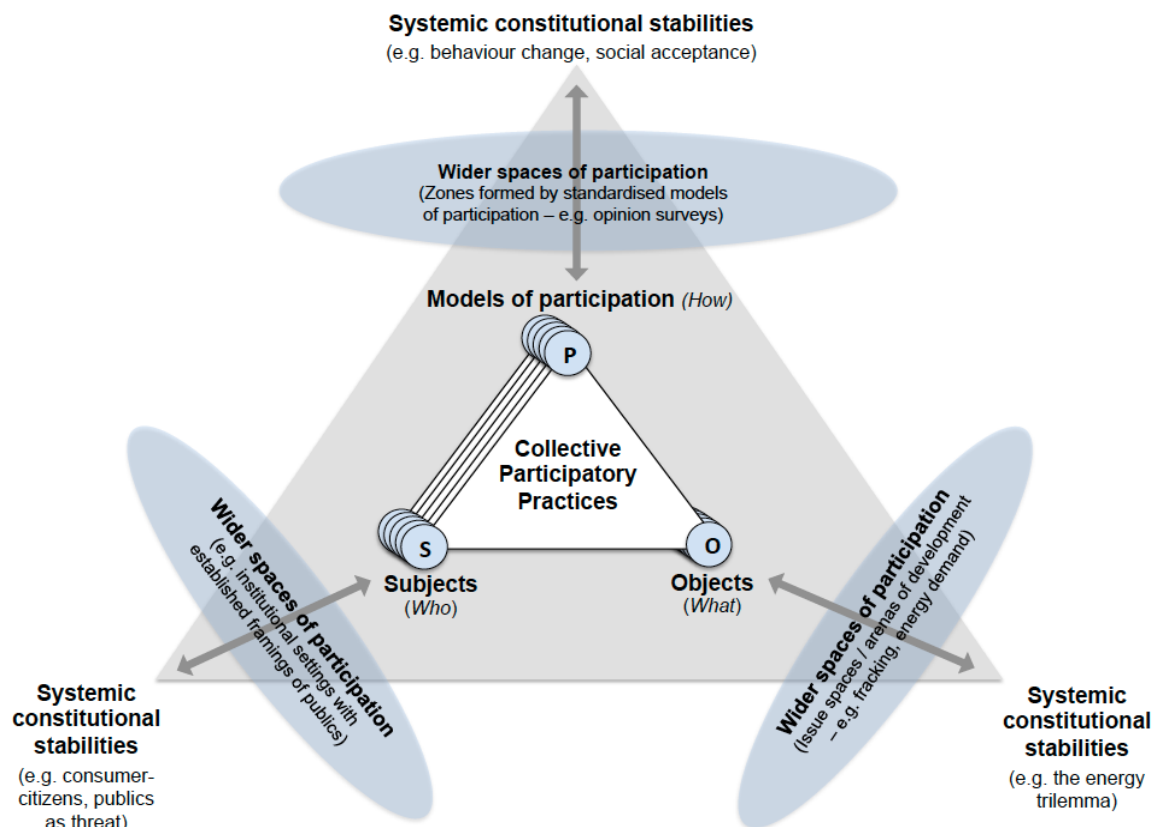 Systemic constitutional stabilities
(e.g. behaviour change, social acceptance)
Wider spaces of participation
(Zones formed by standardised models
of participation – e.g. opinion surveys)
Models of participation (How)
P
Collective
Participatory
Practices
S
O
Subjects
(Who)
Objects
(What)
Wider spaces of participation
(e.g. institutional settings with
established framings of publics)
Wider spaces of participation
(Issue spaces / arenas of development
– e.g. fracking, energy demand)
Systemic
constitutional
stabilities
(e.g. consumer-
citizens, publics
as threat)
Systemic
constitutional
stabilities
(e.g. the energy
trilemma)